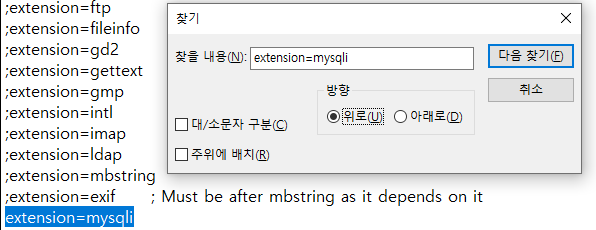 ;extension=ftp
;extension=fileinfo
;extension=gd2
;extension=gettext
;extension=gmp
;extension=intl
;extension=imap
;extension=ldap
;extension=mbstring
;extension=exif ; Must be after mbstring as it depends on it
extension=mysqli
찾기
찾을 내용(N): extension=mysqli 다음 찾기(F)
방향 취소
위로(U) 아래로(D)
대/소문자 구분(C)
주위에 배치(R)